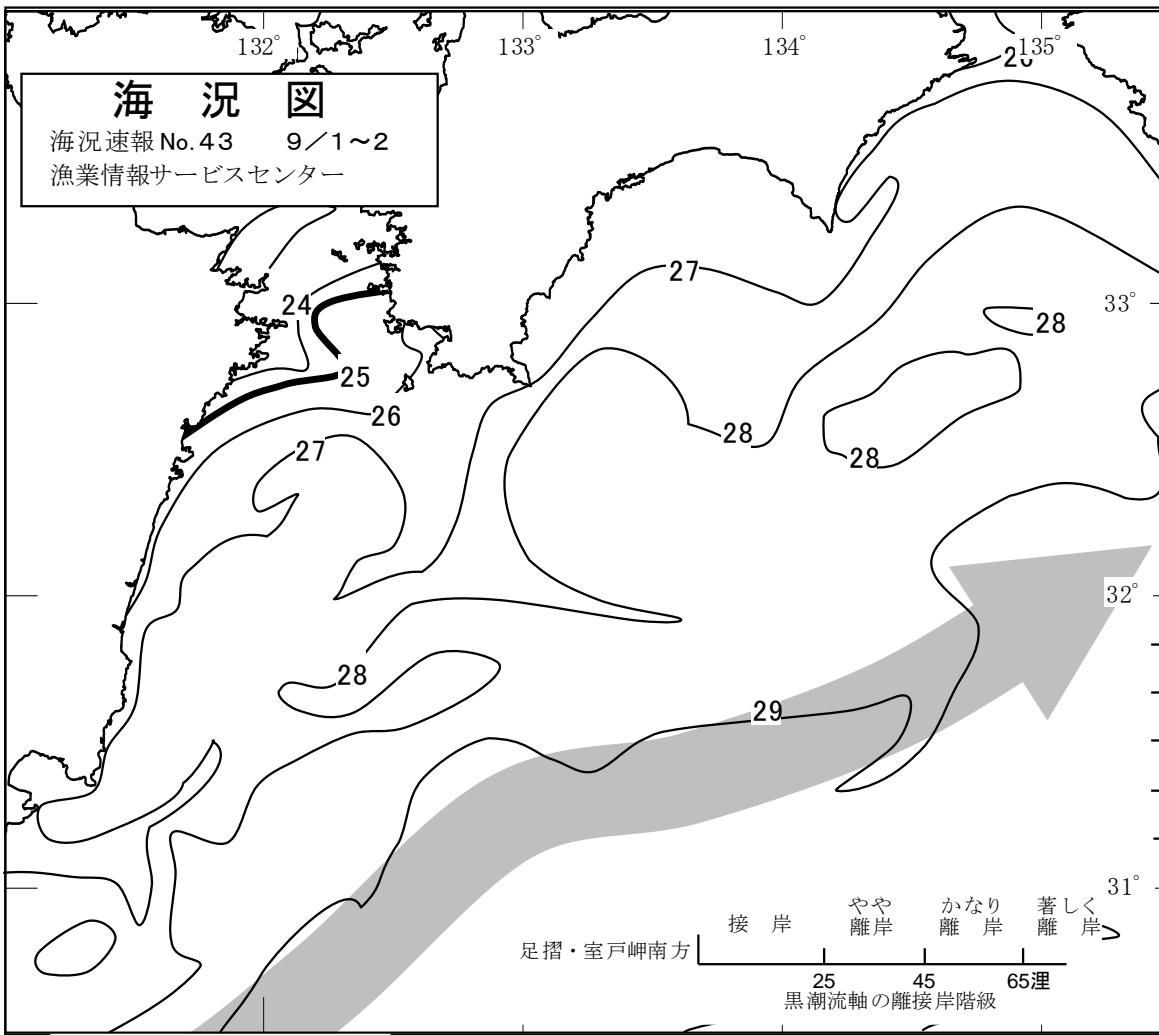 132°
133°
134°
135°
海 況 図
海況速報 No.43 9／1～2
漁業情報サービスセンター
27
24
33°
28
25
26
28
27
28
32°
28
29
31°
接 岸
やや
離岸
かなり
離 岸
著しく
離 岸
足摺・室戸岬南方
25
45
65浬
黒潮流軸の離接岸階級